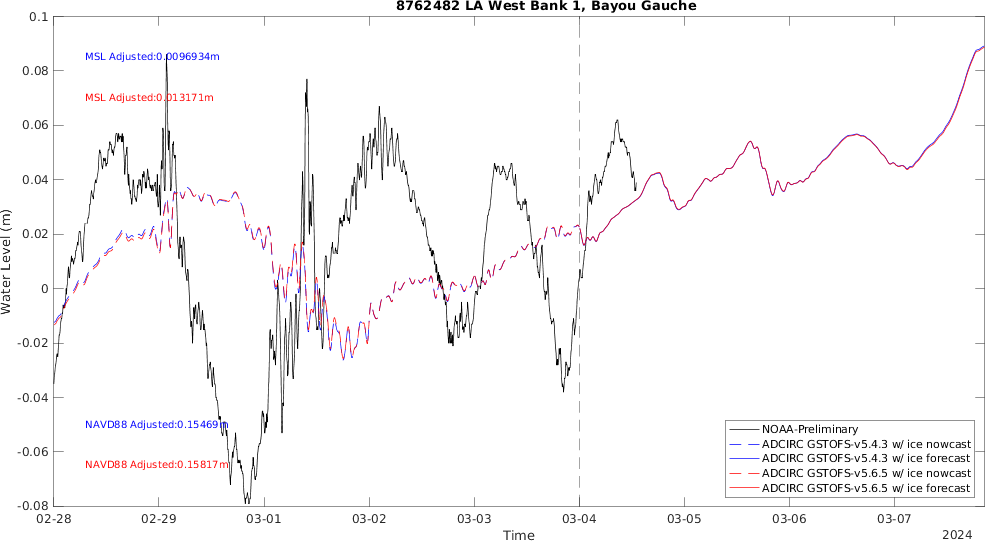 8762482 LA West Bank 1, Bayou Gauche
0.1
0.08
0.06
0.04
0.02
0
-0.02
-0.04
-0.06
-0.08
Water Level (m)
MSL Adjusted:0.0096934m
MSL Adjusted:0.013171m
NAVD88 Adjusted:0.15469m
NAVD88 Adjusted:0.15817m
NOAA-Preliminary
ADCIRC GSTOFS-v5.4.3 w/ ice nowcast
ADCIRC GSTOFS-v5.4.3 w/ ice forecast
ADCIRC GSTOFS-v5.6.5 w/ ice nowcast
ADCIRC GSTOFS-v5.6.5 w/ ice forecast
02-28 02-29 03-01 03-02 03-03 03-04 03-05 03-06 03-07
Time
2024